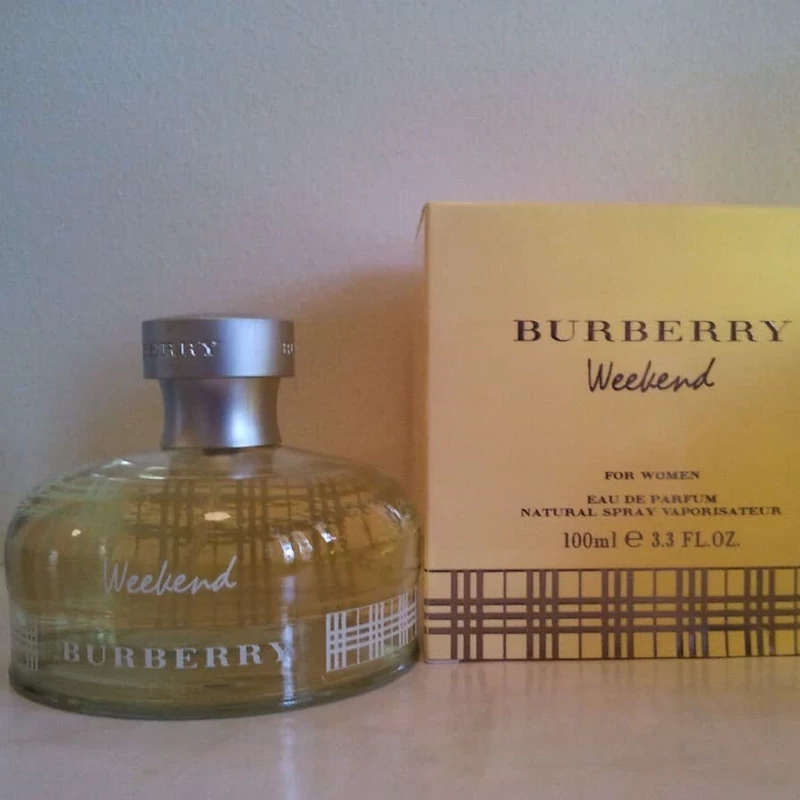 BURBERRY
Weekend
FOR WOMEN
EAU DE PARFUM
NATURAL SPRAY VAPORISATEUR
100ml e 3.3 FL.OZ.
Weekend
BURBERRY